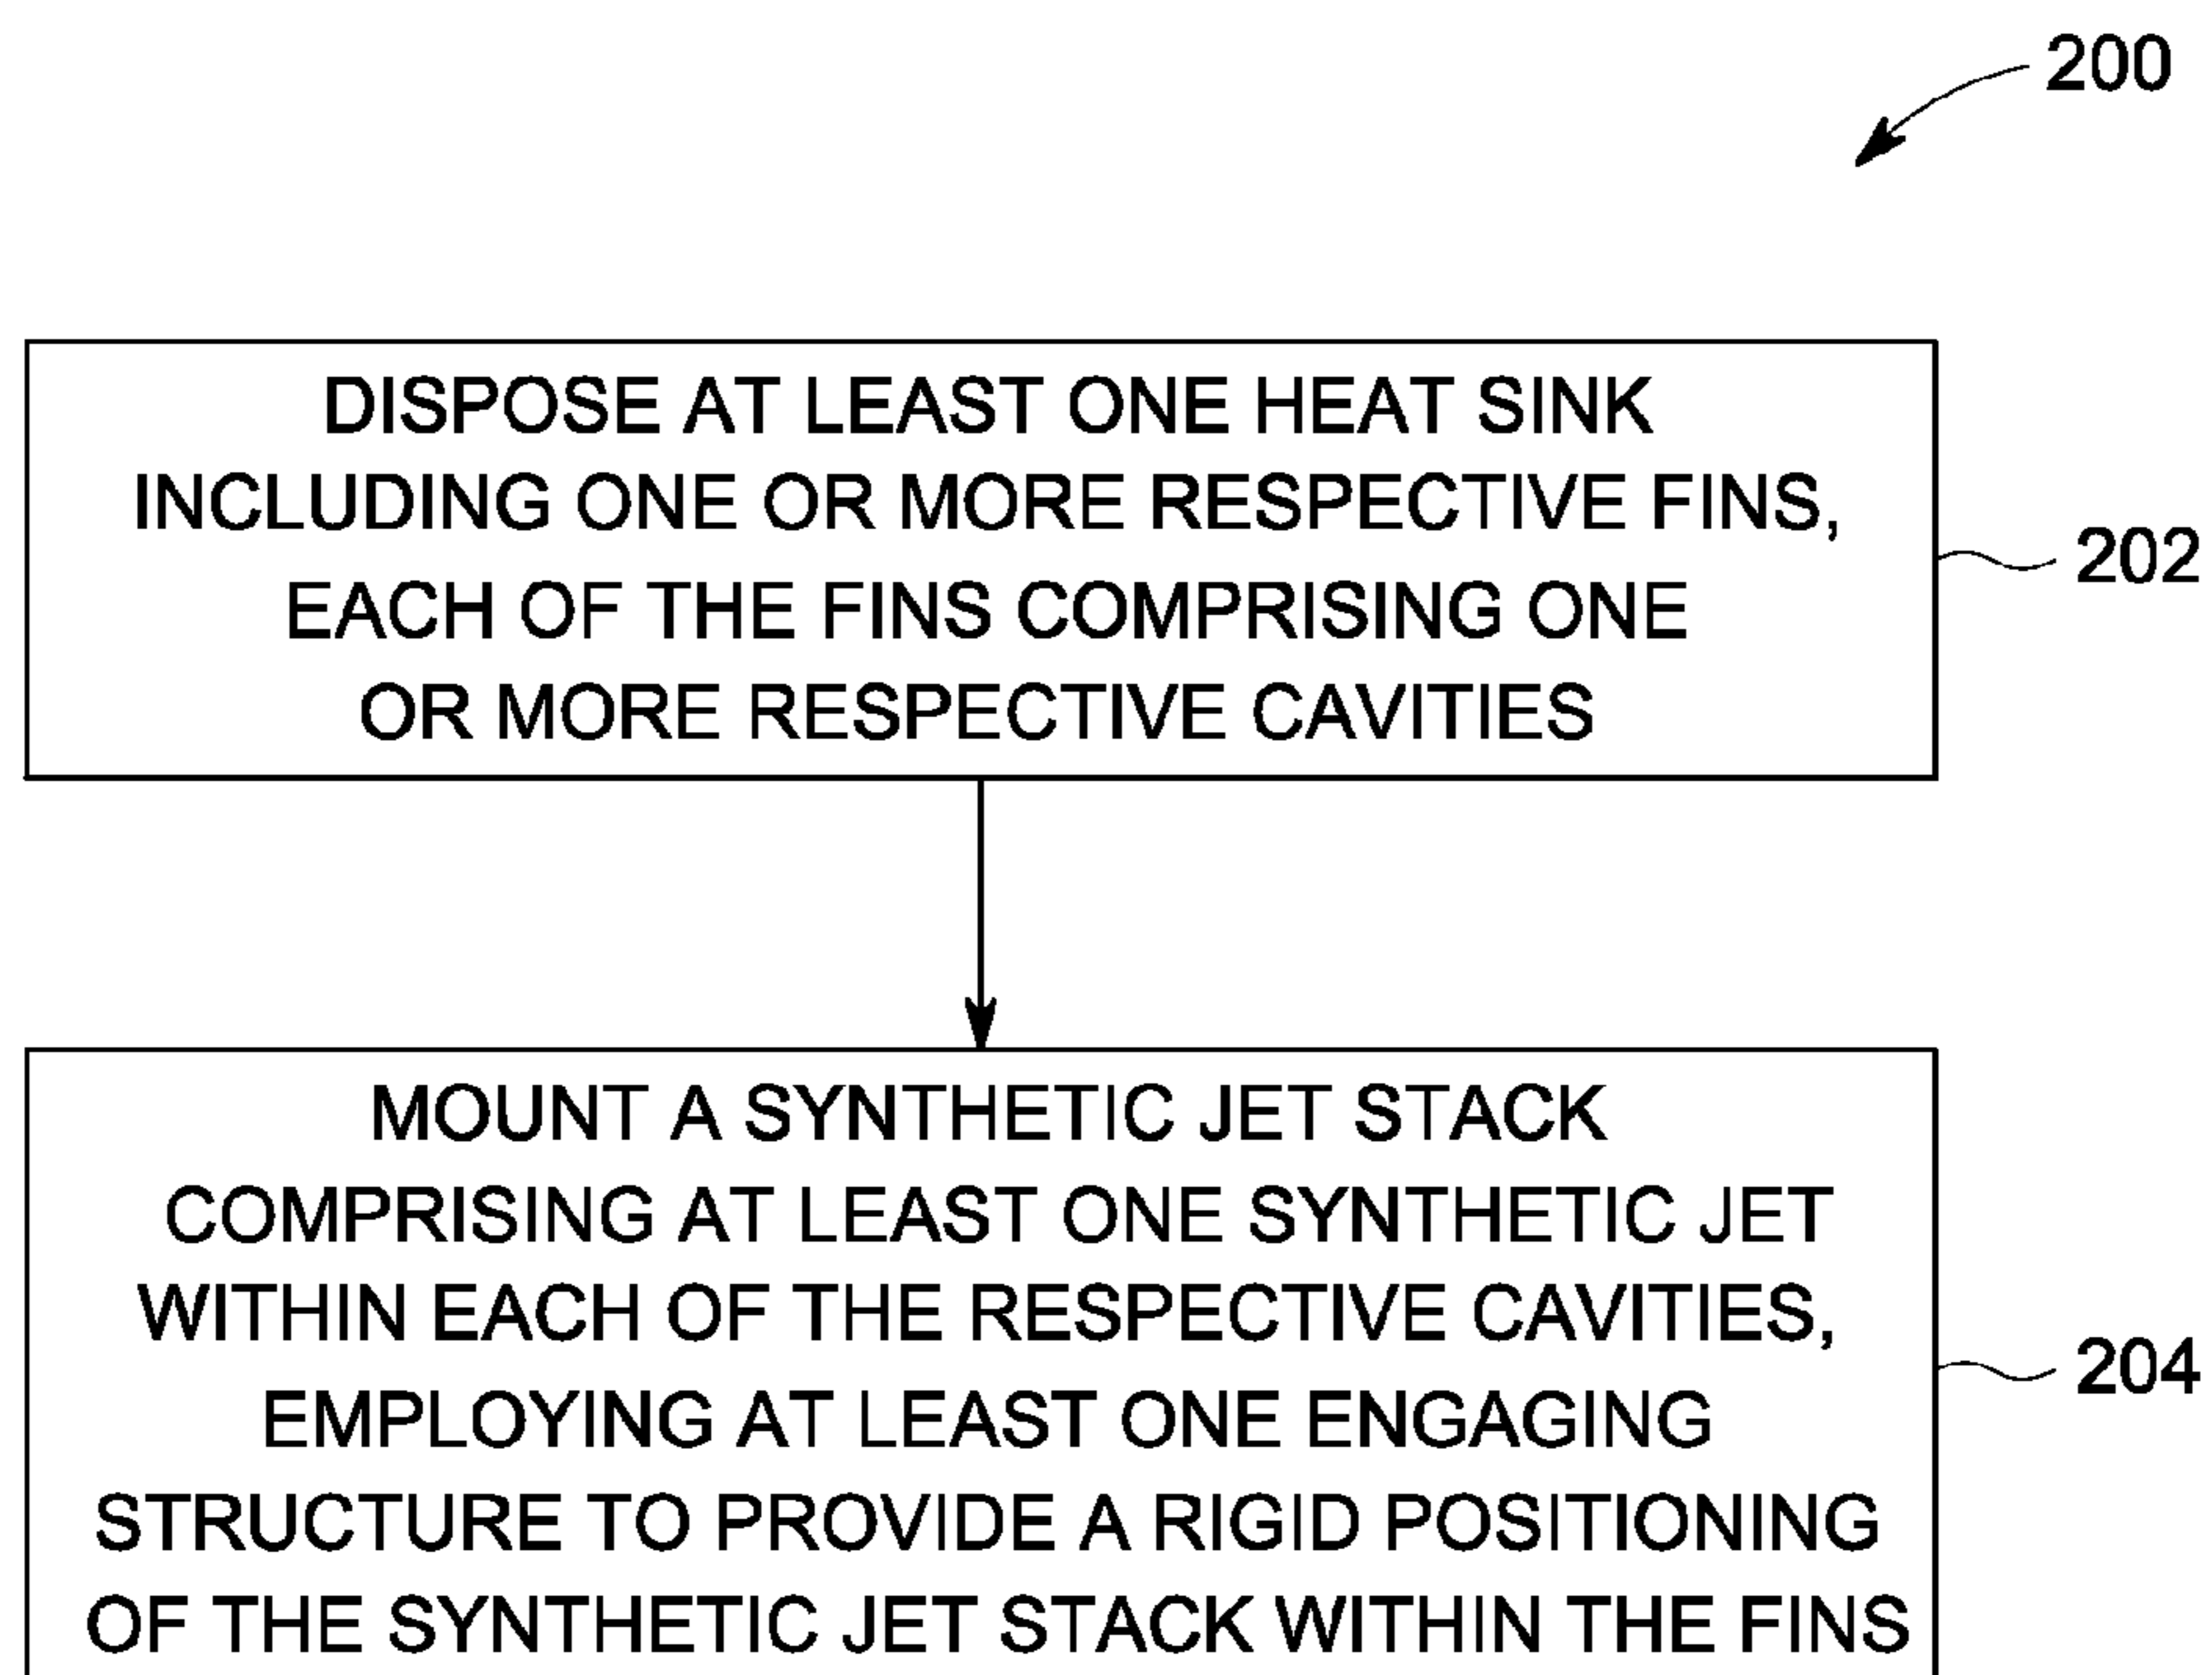 200
DISPOSE AT LEAST ONE HEAT SINK
INCLUDING ONE OR MORE RESPECTIVE FINS,
EACH OF THE FINS COMPRISING ONE
OR MORE RESPECTIVE CAVITIES
202
MOUNT A SYNTHETIC JET STACK
COMPRISING AT LEAST ONE SYNTHETIC JET
WITHIN EACH OF THE RESPECTIVE CAVITIES,
EMPLOYING AT LEAST ONE ENGAGING
STRUCTURE TO PROVIDE A RIGID POSITIONING
OF THE SYNTHETIC JET STACK WITHIN THE FINS
204